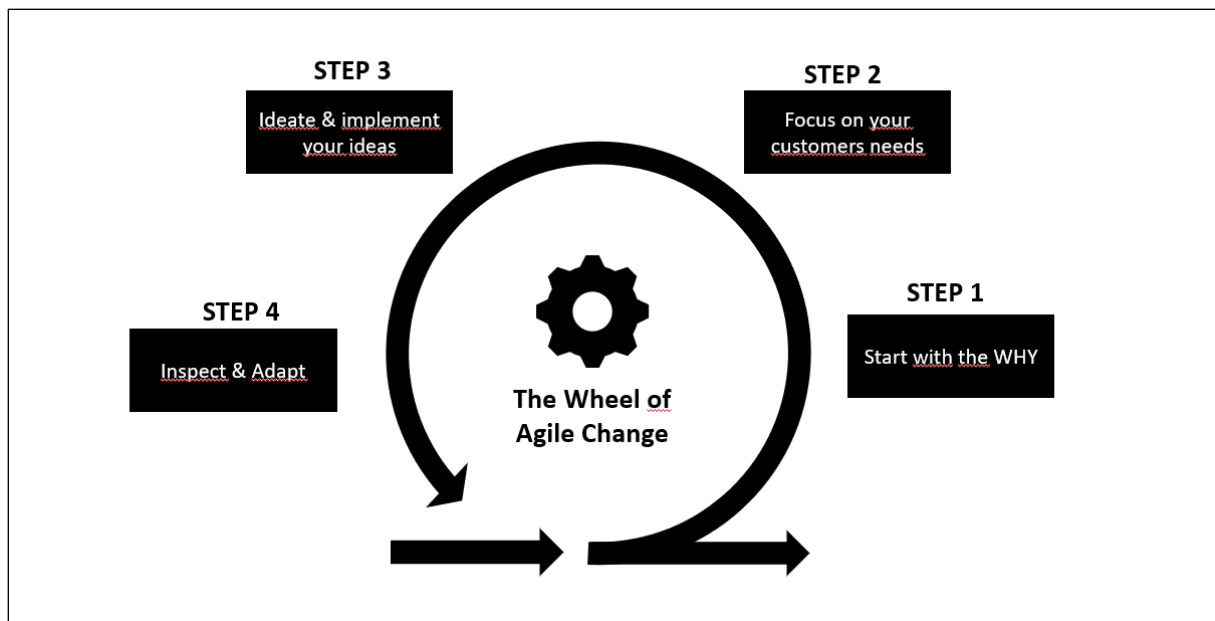 STEP 3
Ideate & implement
your ideas
STEP 2
Focus on your
customers needs
STEP 4
Inspect & Adapt
STEP 1
Start with the WHY
The Wheel of
Agile Change